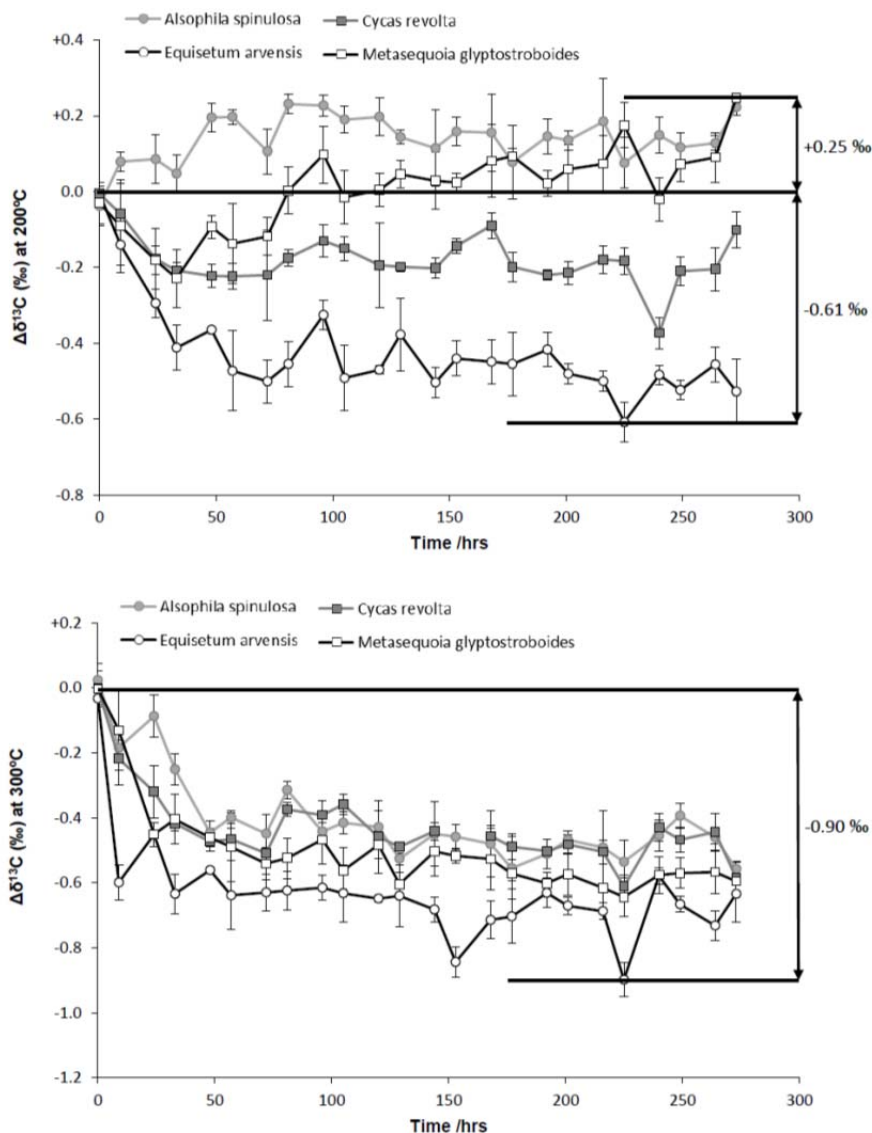 Alsophila spinulosa Cycas revolta
Equisetum arvensis Metasequoia glyptostroboides
+0.4
+0.2
0.0
-0.2
-0.4
-0.6
-0.8
Δδ¹³C (‰) at 200°C
+0.25 ‰
-0.61 ‰
0 50 100 150 200 250 300
Time /hrs
Alsophila spinulosa Cycas revolta
Equisetum arvensis Metasequoia glyptostroboides
+0.2
0.0
-0.2
-0.4
-0.6
-0.8
-1.0
-1.2
Δδ¹³C (‰) at 300°C
-0.90 ‰
0 50 100 150 200 250 300
Time /hrs